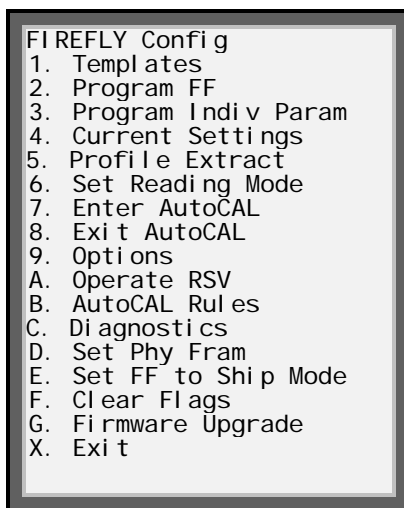 FIREFLY Config
1. Templates
2. Program FF
3. Program Indiv Param
4. Current Settings
5. Profile Extract
6. Set Reading Mode
7. Enter AutoCAL
8. Exit AutoCAL
9. Options
A. Operate RSV
B. AutoCAL Rules
C. Diagnostics
D. Set Phy Fram
E. Set FF to Ship Mode
F. Clear Flags
G. Firmware Upgrade
X. Exit